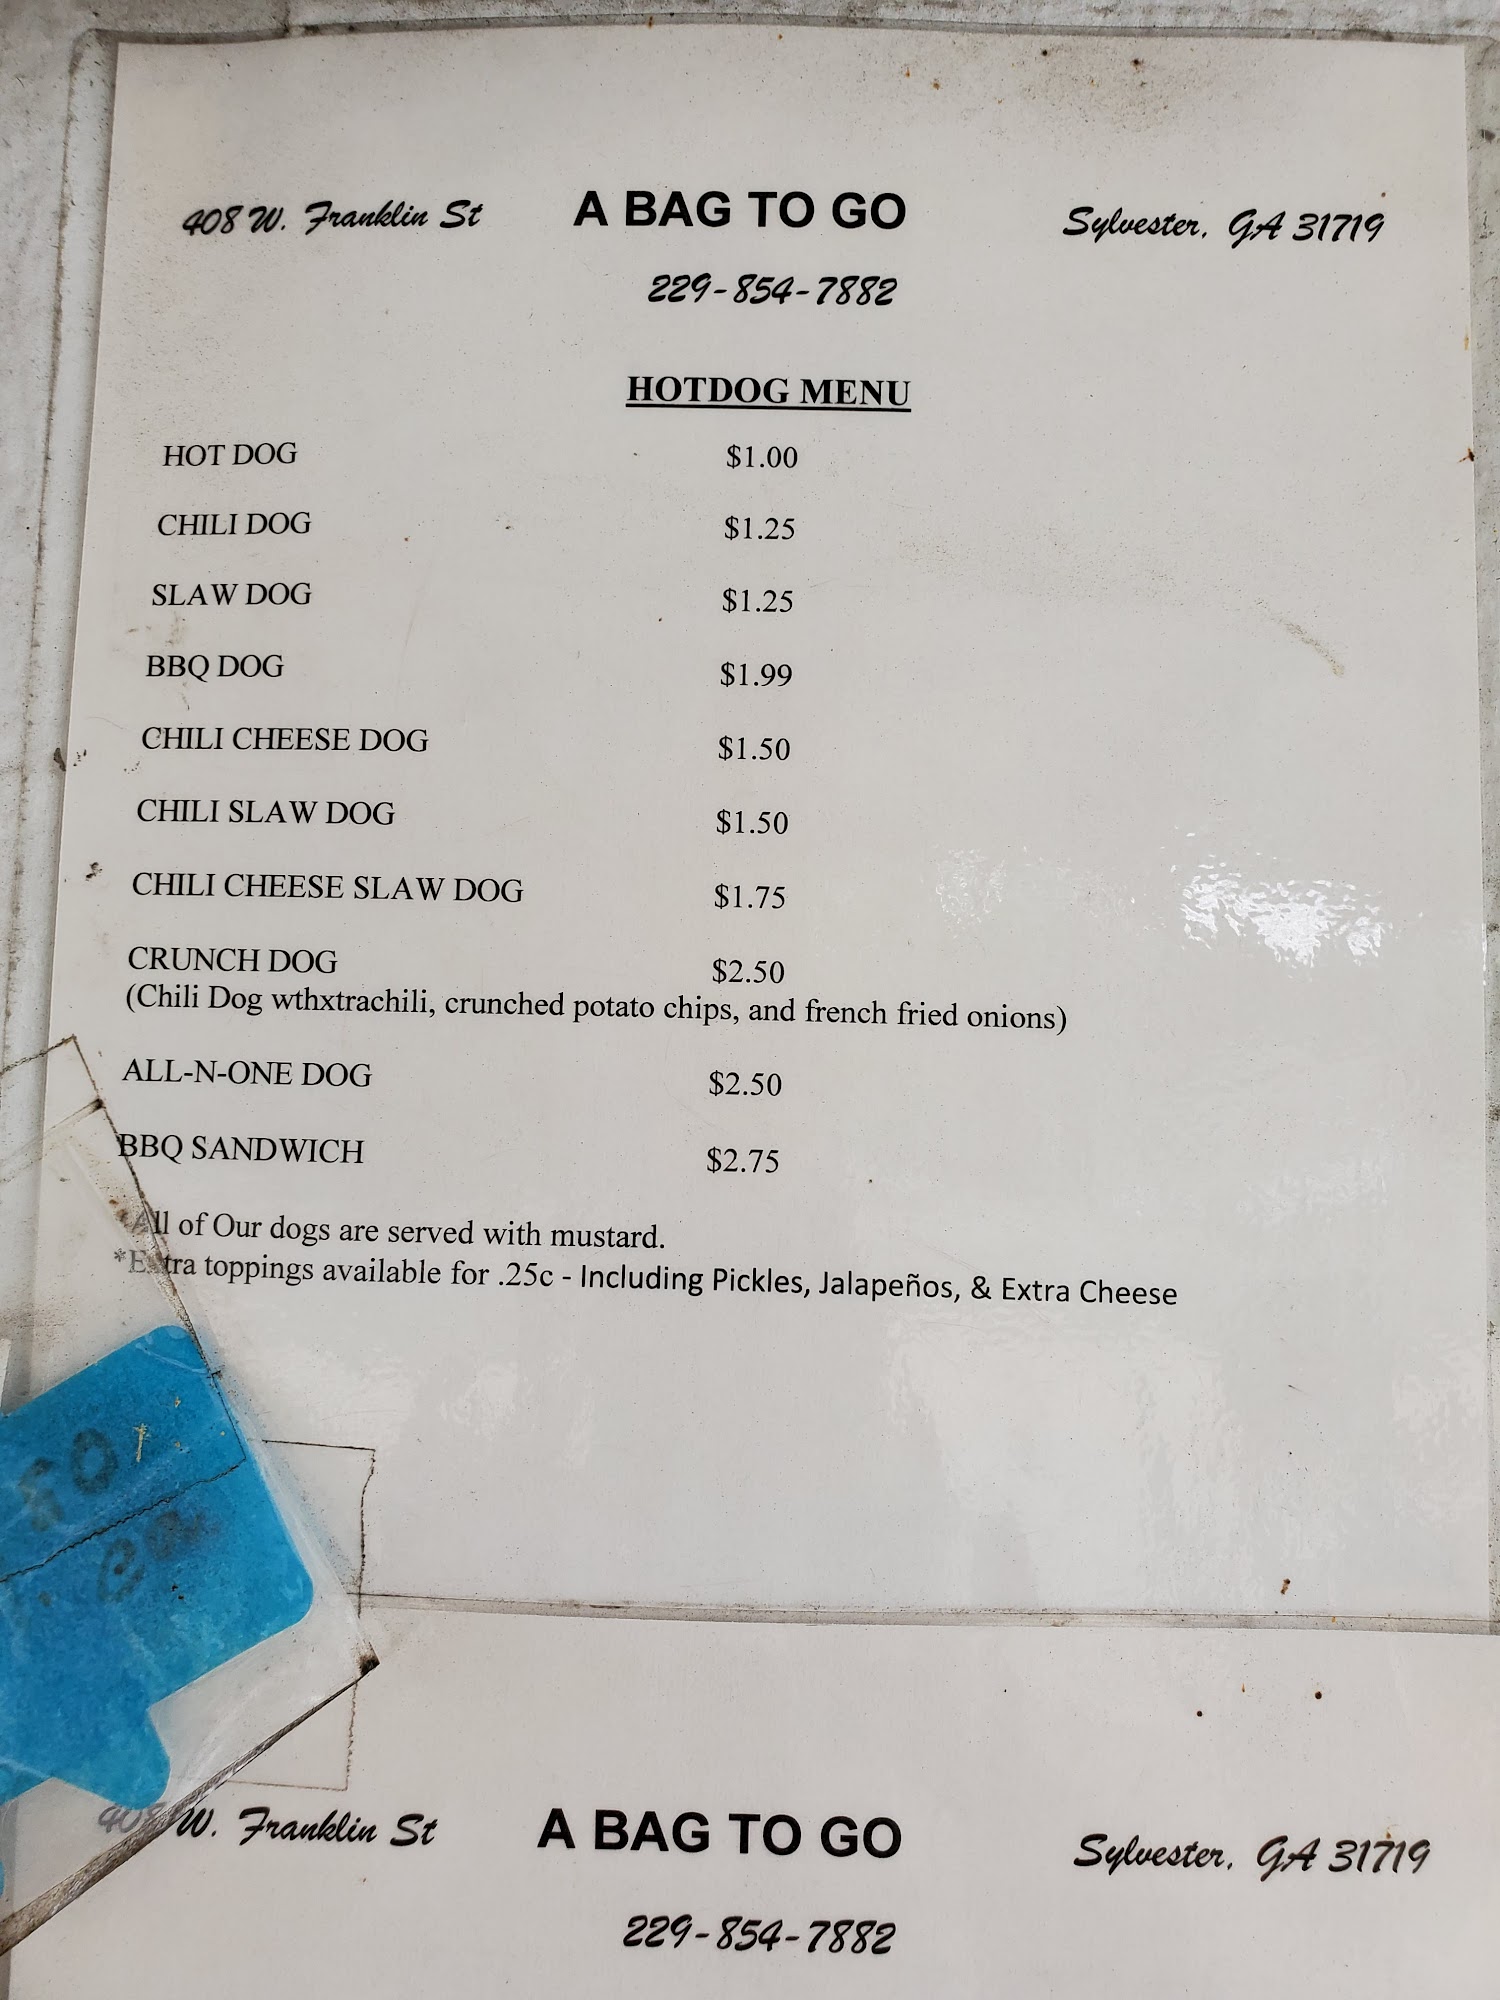 408 W. Franklin St A BAG TO GO Sylvester, GA 31719
229-854-7882
HOTDOG MENU
HOT DOG $1.00
CHILI DOG $1.25
SLAW DOG $1.25
BBQ DOG $1.99
CHILI CHEESE DOG $1.50
CHILI SLAW DOG $1.50
CHILI CHEESE SLAW DOG $1.75
CRUNCH DOG $2.50
(Chili Dog wthxtrachili, crunched potato chips, and french fried onions)
ALL-N-ONE DOG $2.50
BBQ SANDWICH $2.75
All of Our dogs are served with mustard.
*Extra toppings available for .25c - Including Pickles, Jalapeños, & Extra Cheese
408 W. Franklin St A BAG TO GO Sylvester, GA 31719
229-854-7882